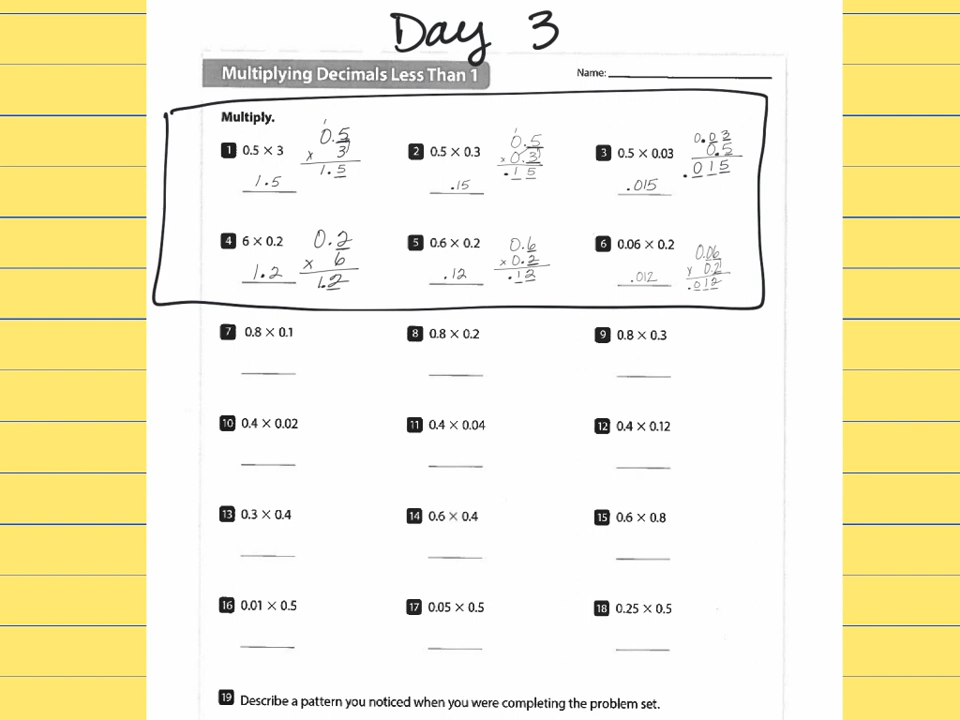 Day 3
Multiplying Decimals Less Than 1
Name:
Multiply.
1 0.5 × 3
1
0.5
× 3
1.5
1.5
2 0.5 × 0.3
1
0.5
× 0.3
.15
.15
3 0.5 × 0.03
0.03
0.5
.015
.015
4 6 × 0.2
0.2
× 6
1.2
1.2
5 0.6 × 0.2
0.6
× 0.2
.12
.12
6 0.06 × 0.2
0.06
× 0.2
.012
.012
7 0.8 × 0.1
8 0.8 × 0.2
9 0.8 × 0.3
10 0.4 × 0.02
11 0.4 × 0.04
12 0.4 × 0.12
13 0.3 × 0.4
14 0.6 × 0.4
15 0.6 × 0.8
16 0.01 × 0.5
17 0.05 × 0.5
18 0.25 × 0.5
19 Describe a pattern you noticed when you were completing the problem set.